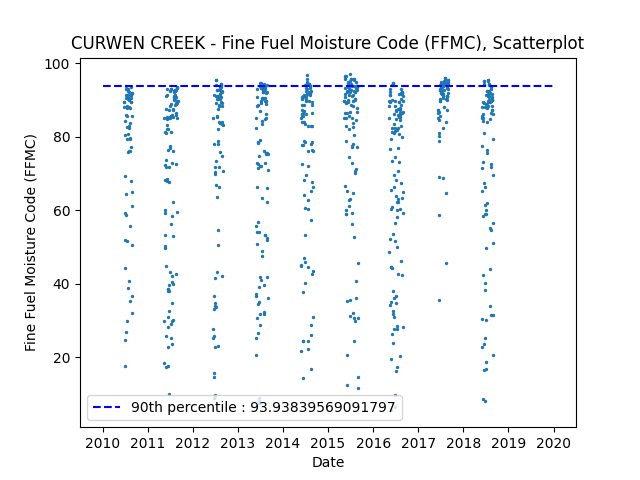 CURWEN CREEK - Fine Fuel Moisture Code (FFMC), Scatterplot
Fine Fuel Moisture Code (FFMC)
100
80
60
40
20
90th percentile : 93.93839569091797
2010 2011 2012 2013 2014 2015 2016 2017 2018 2019 2020
Date